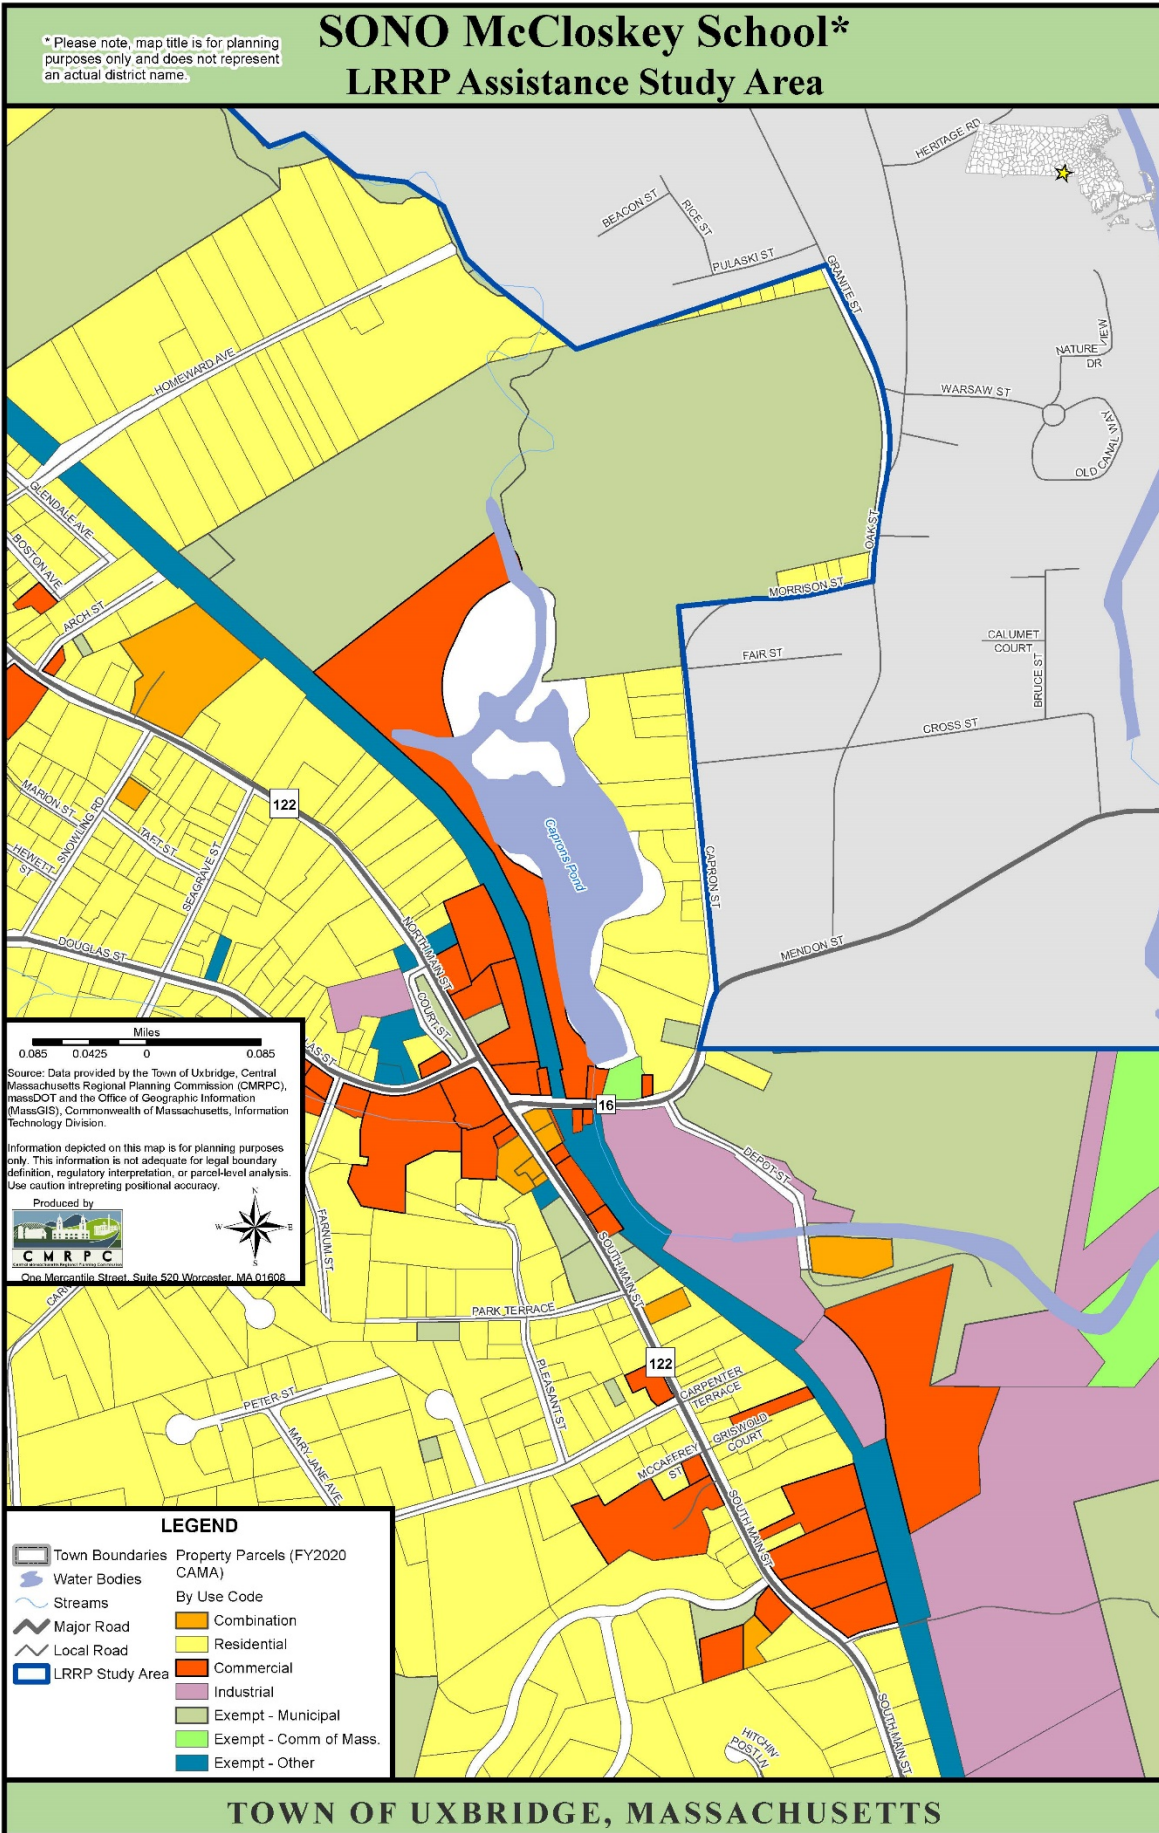 * Please note, map title is for planning
purposes only and does not represent
an actual district name.
SONO McCloskey School*
LRRP Assistance Study Area
HERITAGE RD
BEACON ST
RICE ST
PULASKI ST
GRANITE ST
NATURE VIEW
DR
HOMEWARD AVE
WARSAW ST
OLD CANAL WAY
GLENDALE AVE
BOSTON AVE
OAK ST
ARCH ST
MORRISON ST
CALUMET
COURT
FAIR ST
BRUCE ST
CROSS ST
MARION ST
SNOWLING RD
122
TAFT ST
HEWETT
ST
SEAGRAVE ST
Caprons Pond
CAPRON ST
NORTH MAIN ST
DOUGLAS ST
MENDON ST
COURT ST
Miles
0.085 0.0425 0 0.085
LAS ST
Source: Data provided by the Town of Uxbridge, Central
Massachusetts Regional Planning Commission (CMRPC),
massDOT and the Office of Geographic Information
(MassGIS), Commonwealth of Massachusetts, Information
Technology Division.
Information depicted on this map is for planning purposes
only. This information is not adequate for legal boundary
definition, regulatory interpretation, or parcel-level analysis.
Use caution intrepreting positional accuracy.
Produced by
N
W E
S
CMRPC
Central Massachusetts Regional Planning Commission
One Mercantile Street, Suite 520 Worcester, MA 01608
16
DEPOT ST
FARNUM ST
SOUTH MAIN ST
CAR
PARK TERRACE
122
PLEASANT ST
CARPENTER
TERRACE
PETER ST
MARY JANE AVE
GRISWOLD
COURT
MCCAFFREY
ST
SOUTH MAIN ST
LEGEND
Town Boundaries
Water Bodies
Streams
Major Road
Local Road
LRRP Study Area
Property Parcels (FY2020
CAMA)
By Use Code
Combination
Residential
Commercial
Industrial
Exempt - Municipal
Exempt - Comm of Mass.
Exempt - Other
HITCHIN'
POST LN
SOUTH MAIN ST
TOWN OF UXBRIDGE, MASSACHUSETTS